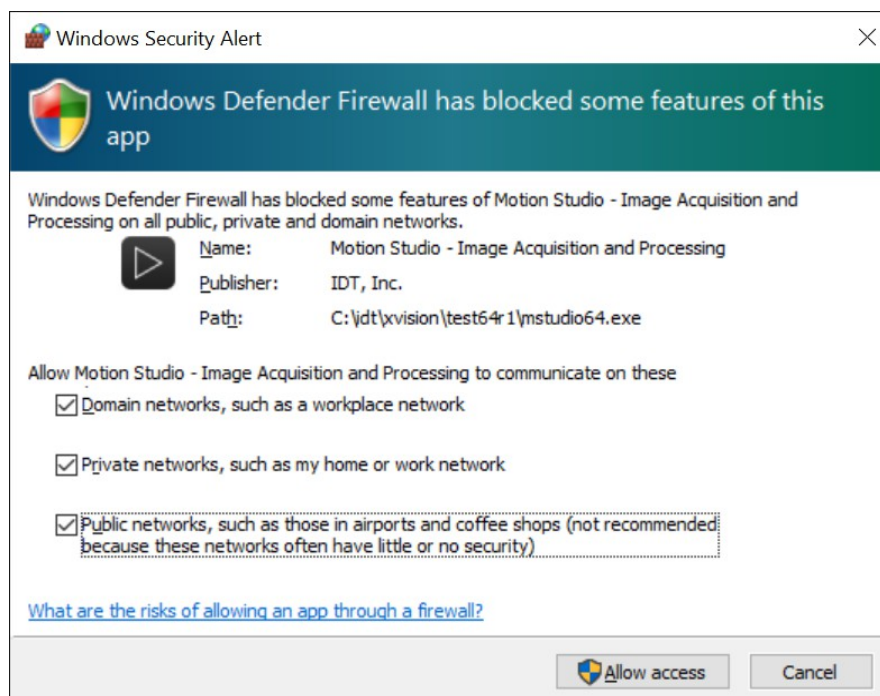 Windows Security Alert
Windows Defender Firewall has blocked some features of this
app
Windows Defender Firewall has blocked some features of Motion Studio - Image Acquisition and
Processing on all public, private and domain networks.
Name: Motion Studio - Image Acquisition and Processing
Publisher: IDT, Inc.
Path: C:\idt\xvision\test64r1\mstudio64.exe
Allow Motion Studio - Image Acquisition and Processing to communicate on these
Domain networks, such as a workplace network
Private networks, such as my home or work network
Public networks, such as those in airports and coffee shops (not recommended
because these networks often have little or no security)
What are the risks of allowing an app through a firewall?
Allow access Cancel